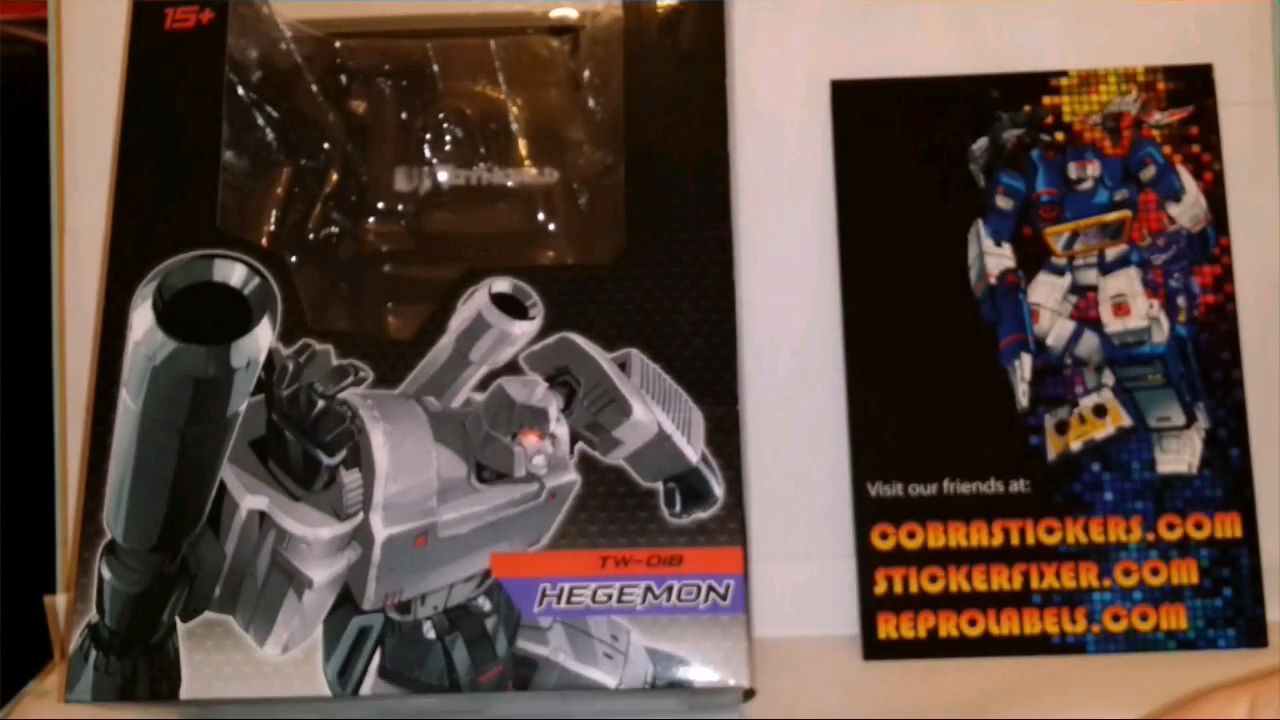 15+
TW-01B
HEGEMON
Visit our friends at:
COBRASTICKERS.COM
STICKERFIXER.COM
REPROLABELS.COM